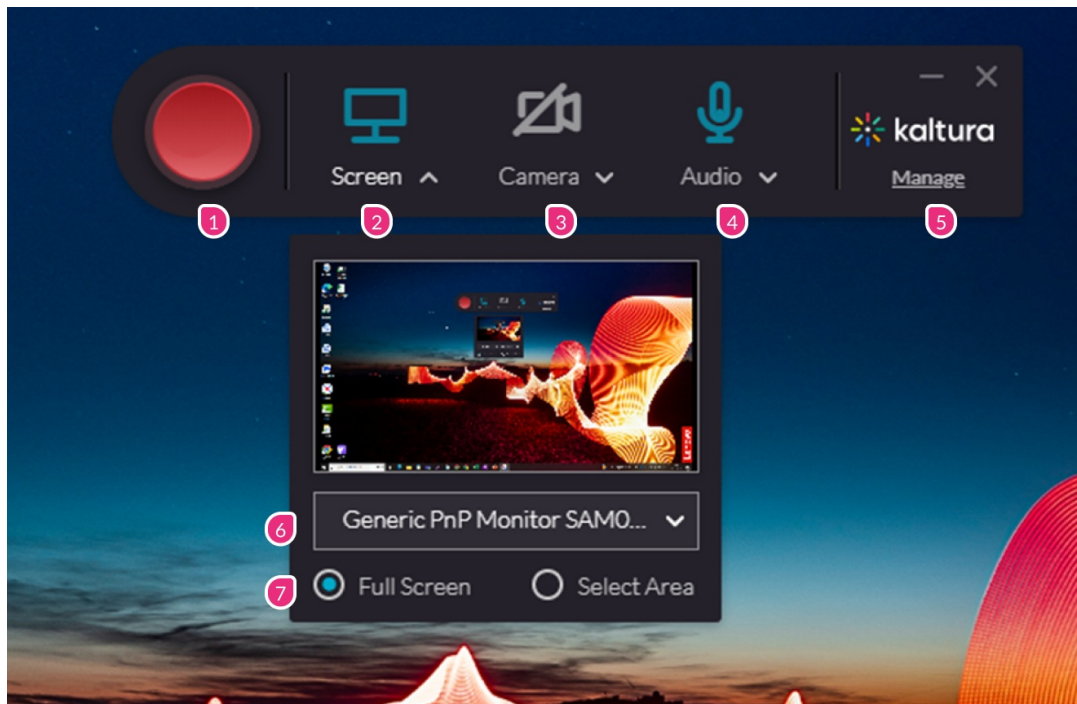 kaltura
Screen
Camera
Audio
Manage
1
2
3
4
5
6
Generic PnP Monitor SAM0...
7
Full Screen
Select Area